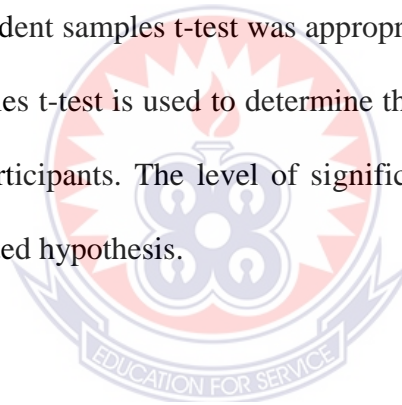 dent samples t-test was appropr
les t-test is used to determine th
rticipants. The level of signific
ed hypothesis.
EDUCATION FOR SERVICE